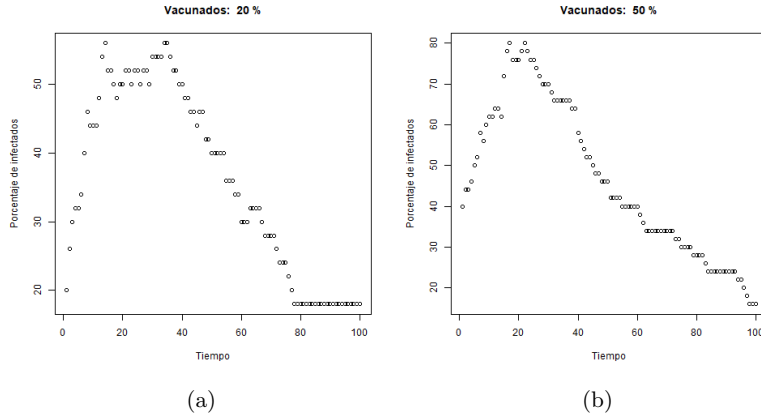 Vacunados: 20 %
Porcentaje de infectados
50
40
30
20
0 20 40 60 80 100
Tiempo
(a)
Vacunados: 50 %
Porcentaje de infectados
80
70
60
50
40
30
20
0 20 40 60 80 100
Tiempo
(b)